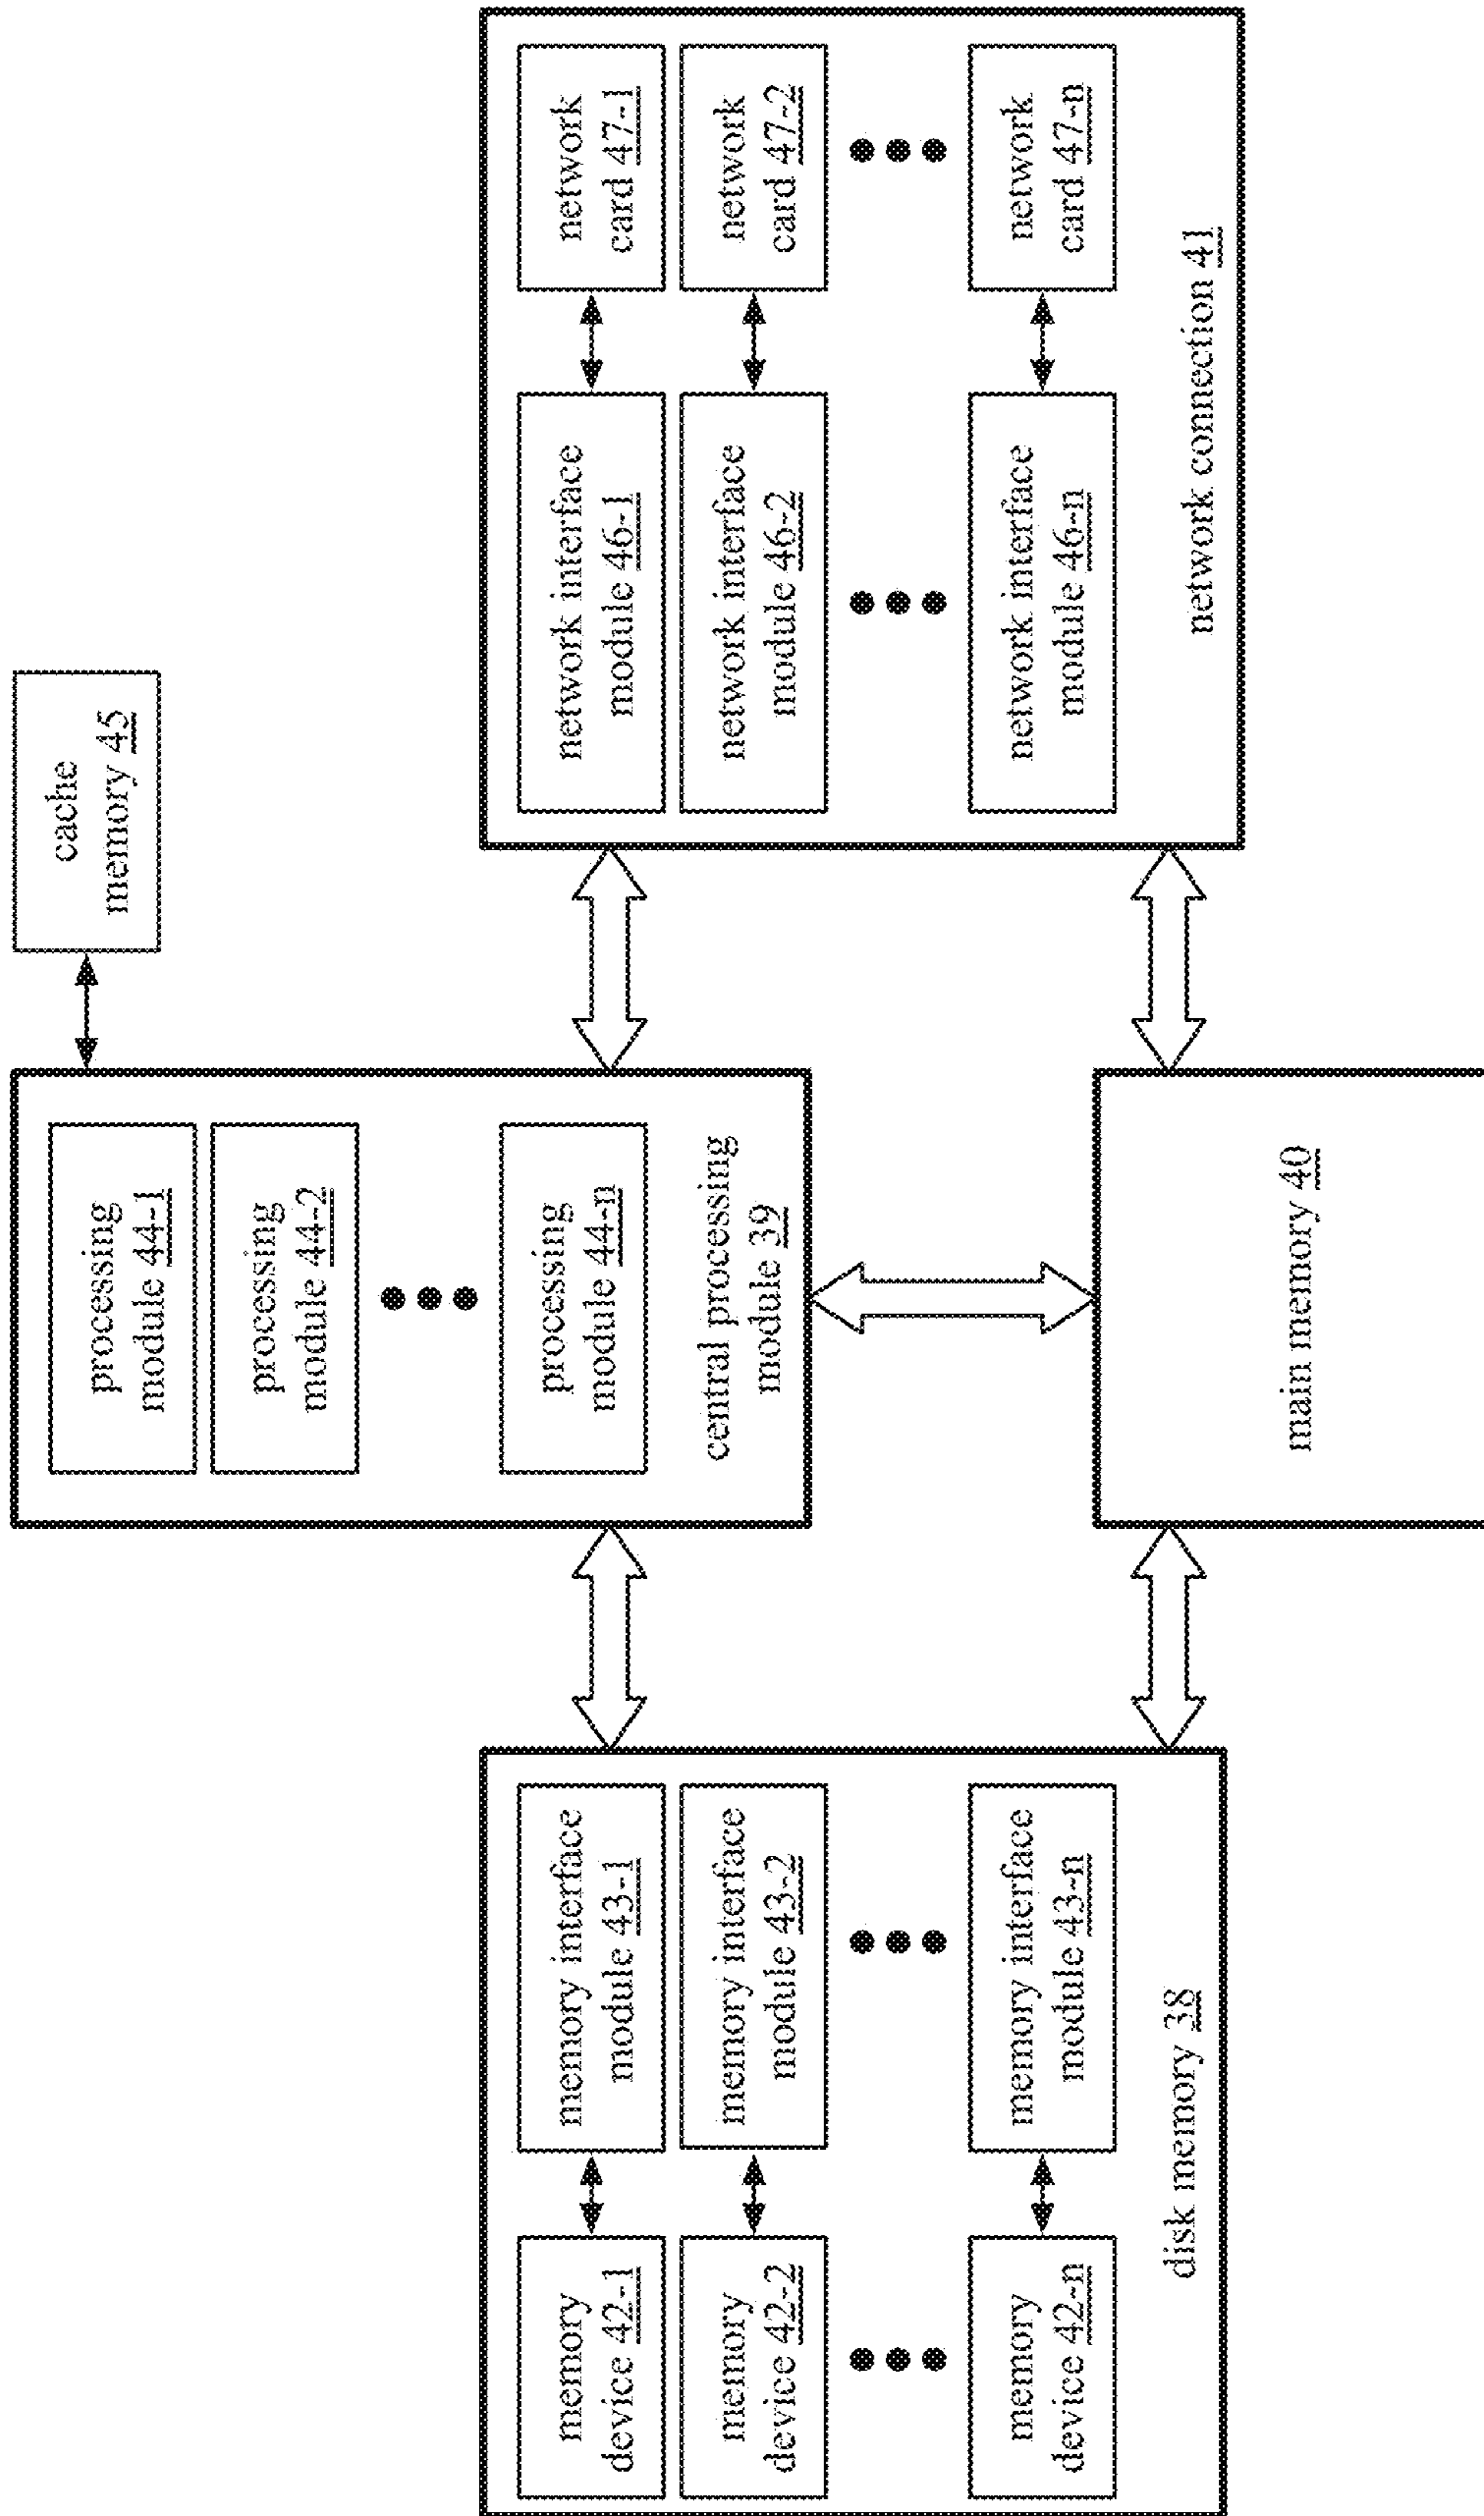 cache
memory 45
processing
module 44-1
processing
module 44-2
processing
module 44-n
central processing
module 39
memory
device 42-1
memory interface
module 43-1
memory
device 42-2
memory interface
module 43-2
memory
device 42-n
memory interface
module 43-n
disk memory 38
network interface
module 46-1
network
card 47-1
network interface
module 46-2
network
card 47-2
network interface
module 46-n
network
card 47-n
network connection 41
main memory 40